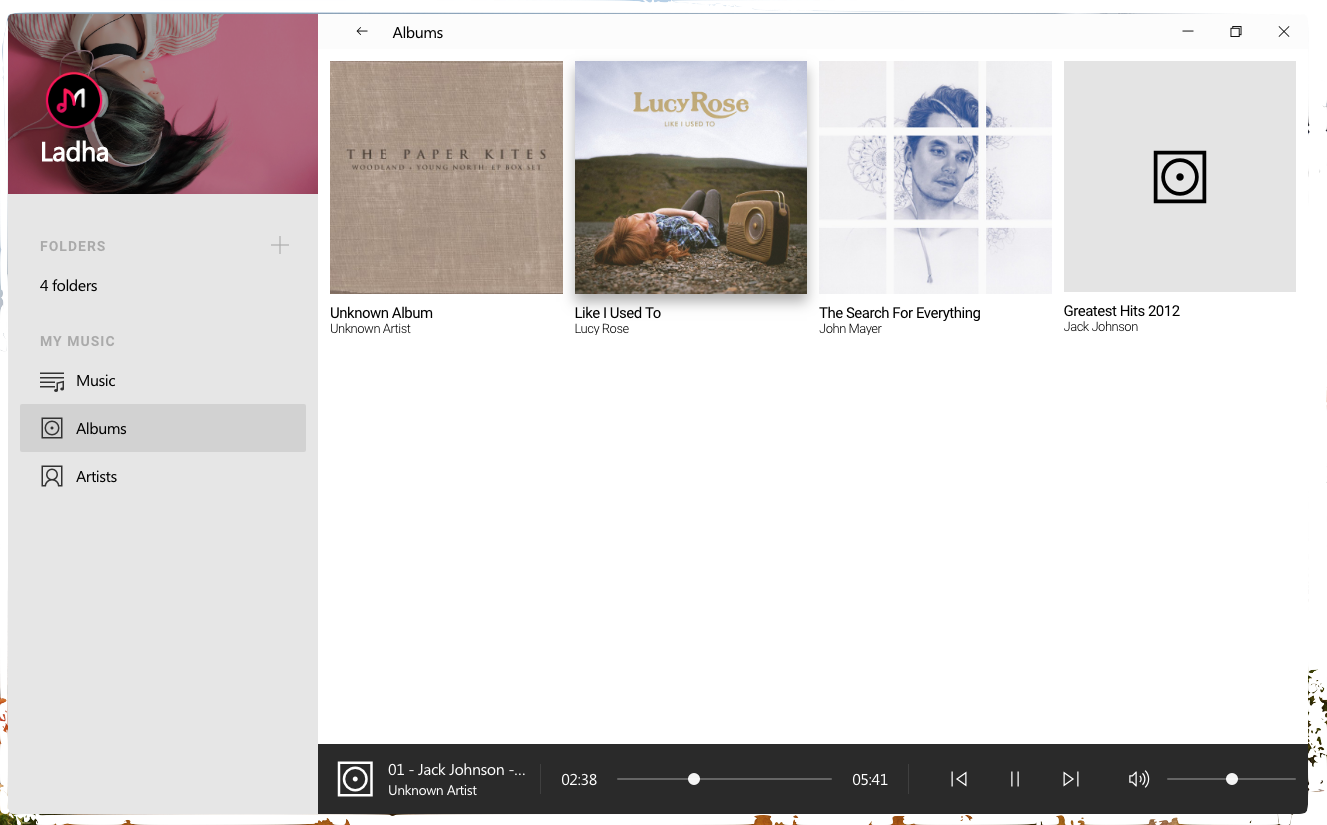 Ladha
FOLDERS
4 folders
MY MUSIC
Music
Albums
Artists
Albums
THE PAPER KITES
WOODLAND + YOUNG NORTH: EP BOX SET
Unknown Album
Unknown Artist
Lucy Rose
LIKE I USED TO
Like I Used To
Lucy Rose
The Search For Everything
John Mayer
Greatest Hits 2012
Jack Johnson
01 - Jack Johnson -...
Unknown Artist
02:38
05:41